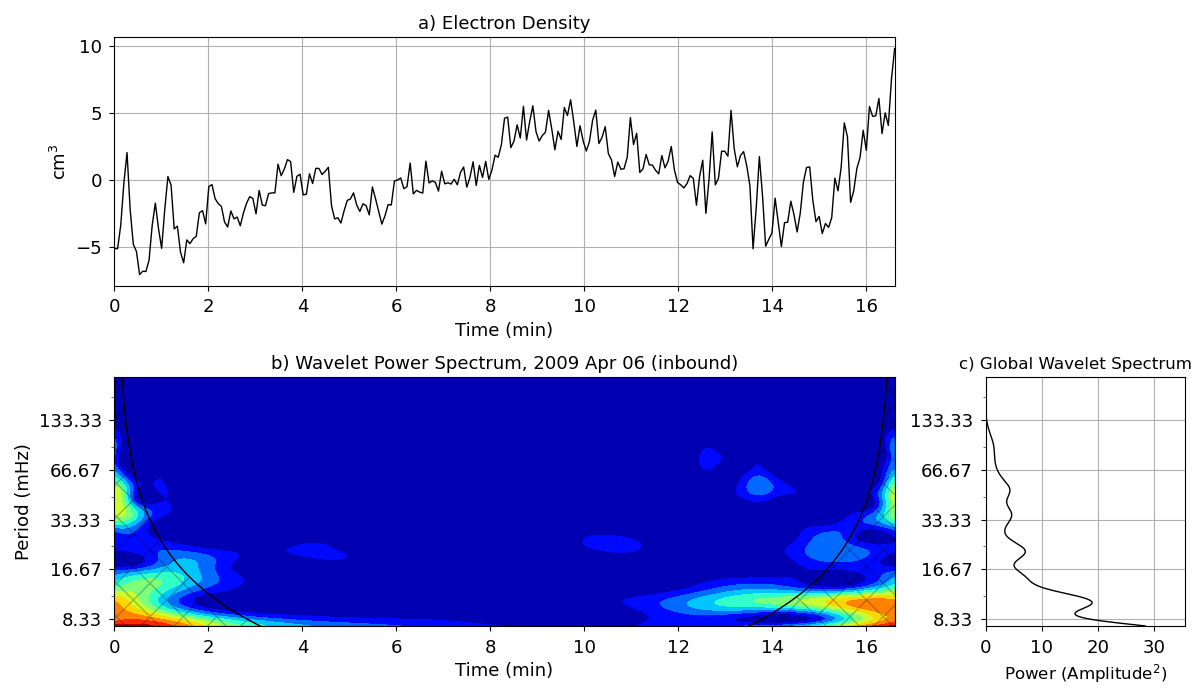 a) Electron Density
10
5
0
−5
cm³
0 2 4 6 8 10 12 14 16
Time (min)
b) Wavelet Power Spectrum, 2009 Apr 06 (inbound)
133.33
66.67
33.33
16.67
8.33
Period (mHz)
0 2 4 6 8 10 12 14 16
Time (min)
c) Global Wavelet Spectrum
133.33
66.67
33.33
16.67
8.33
0 10 20 30
Power (Amplitude²)